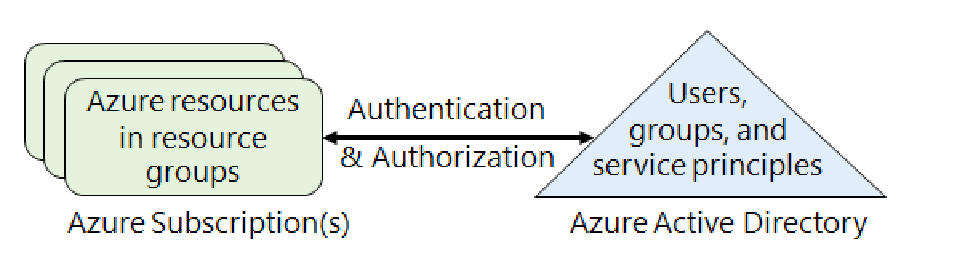 Azure resources
in resource
groups
Azure Subscription(s)
Authentication
& Authorization
Users,
groups, and
service principles
Azure Active Directory